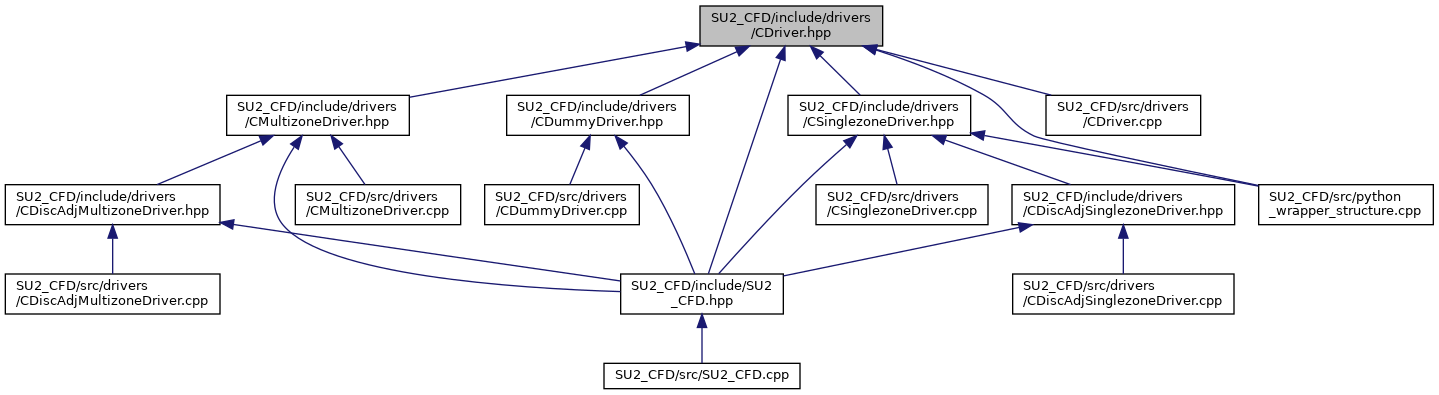 SU2_CFD/include/drivers
/CDriver.hpp
SU2_CFD/include/drivers
/CMultizoneDriver.hpp
SU2_CFD/include/drivers
/CDummyDriver.hpp
SU2_CFD/include/drivers
/CSinglezoneDriver.hpp
SU2_CFD/src/drivers
/CDriver.cpp
SU2_CFD/include/drivers
/CDiscAdjMultizoneDriver.hpp
SU2_CFD/src/drivers
/CMultizoneDriver.cpp
SU2_CFD/src/drivers
/CDummyDriver.cpp
SU2_CFD/src/drivers
/CSinglezoneDriver.cpp
SU2_CFD/include/drivers
/CDiscAdjSinglezoneDriver.hpp
SU2_CFD/src/python
_wrapper_structure.cpp
SU2_CFD/src/drivers
/CDiscAdjMultizoneDriver.cpp
SU2_CFD/include/SU2
_CFD.hpp
SU2_CFD/src/drivers
/CDiscAdjSinglezoneDriver.cpp
SU2_CFD/src/SU2_CFD.cpp